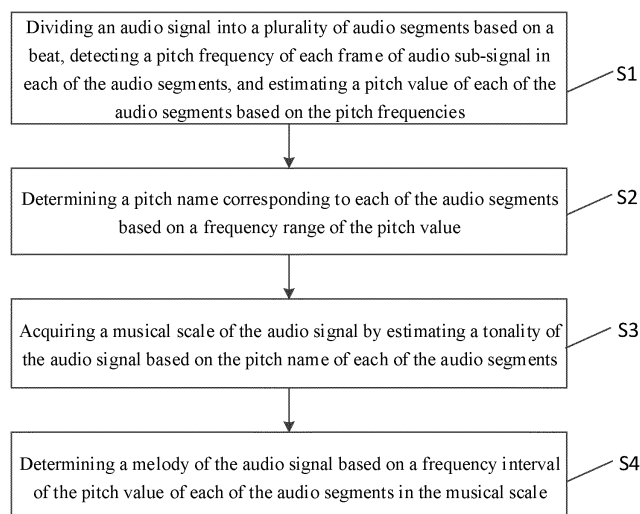 Dividing an audio signal into a plurality of audio segments based on a
beat, detecting a pitch frequency of each frame of audio sub-signal in
each of the audio segments, and estimating a pitch value of each of the
audio segments based on the pitch frequencies
S1
Determining a pitch name corresponding to each of the audio segments
based on a frequency range of the pitch value
S2
Acquiring a musical scale of the audio signal by estimating a tonality of
the audio signal based on the pitch name of each of the audio segments
S3
Determining a melody of the audio signal based on a frequency interval
of the pitch value of each of the audio segments in the musical scale
S4